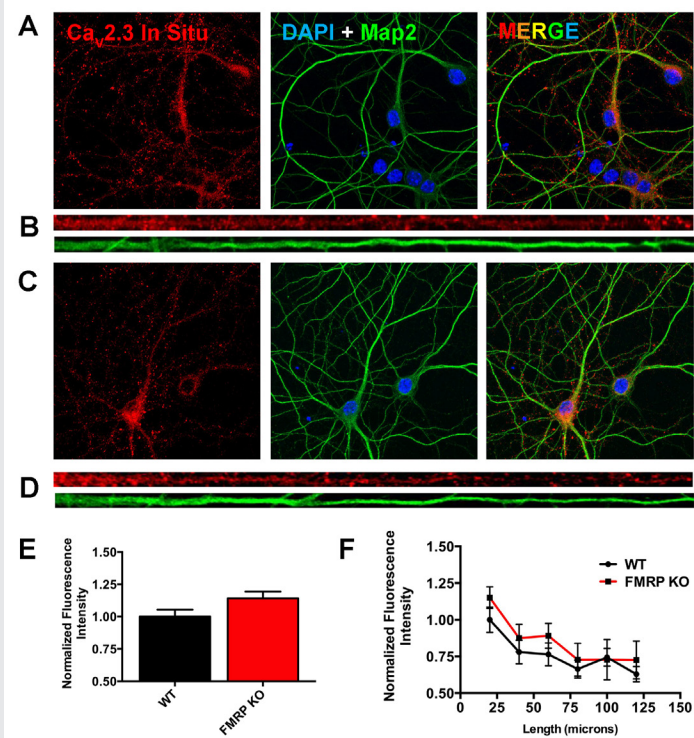 A
Cav2.3 In Situ
DAPI + Map2
MERGE
B
C
D
E
Normalized Fluorescence
Intensity
1.50
1.25
1.00
0.75
0.50
WT
FMRP KO
F
Normalized Fluorescence
Intensity
1.50
1.25
1.00
0.75
0.50
WT
FMRP KO
0
25
50
75
100
125
150
Length (microns)